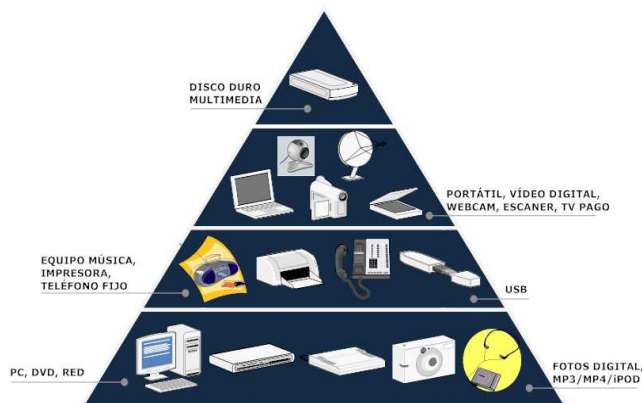 DISCO DURO
MULTIMEDIA
PORTÁTIL, VÍDEO DIGITAL,
WEBCAM, ESCANER, TV PAGO
EQUIPO MÚSICA,
IMPRESORA,
TELÉFONO FIJO
USB
PC, DVD, RED
FOTOS DIGITAL,
MP3/MP4/iPOD